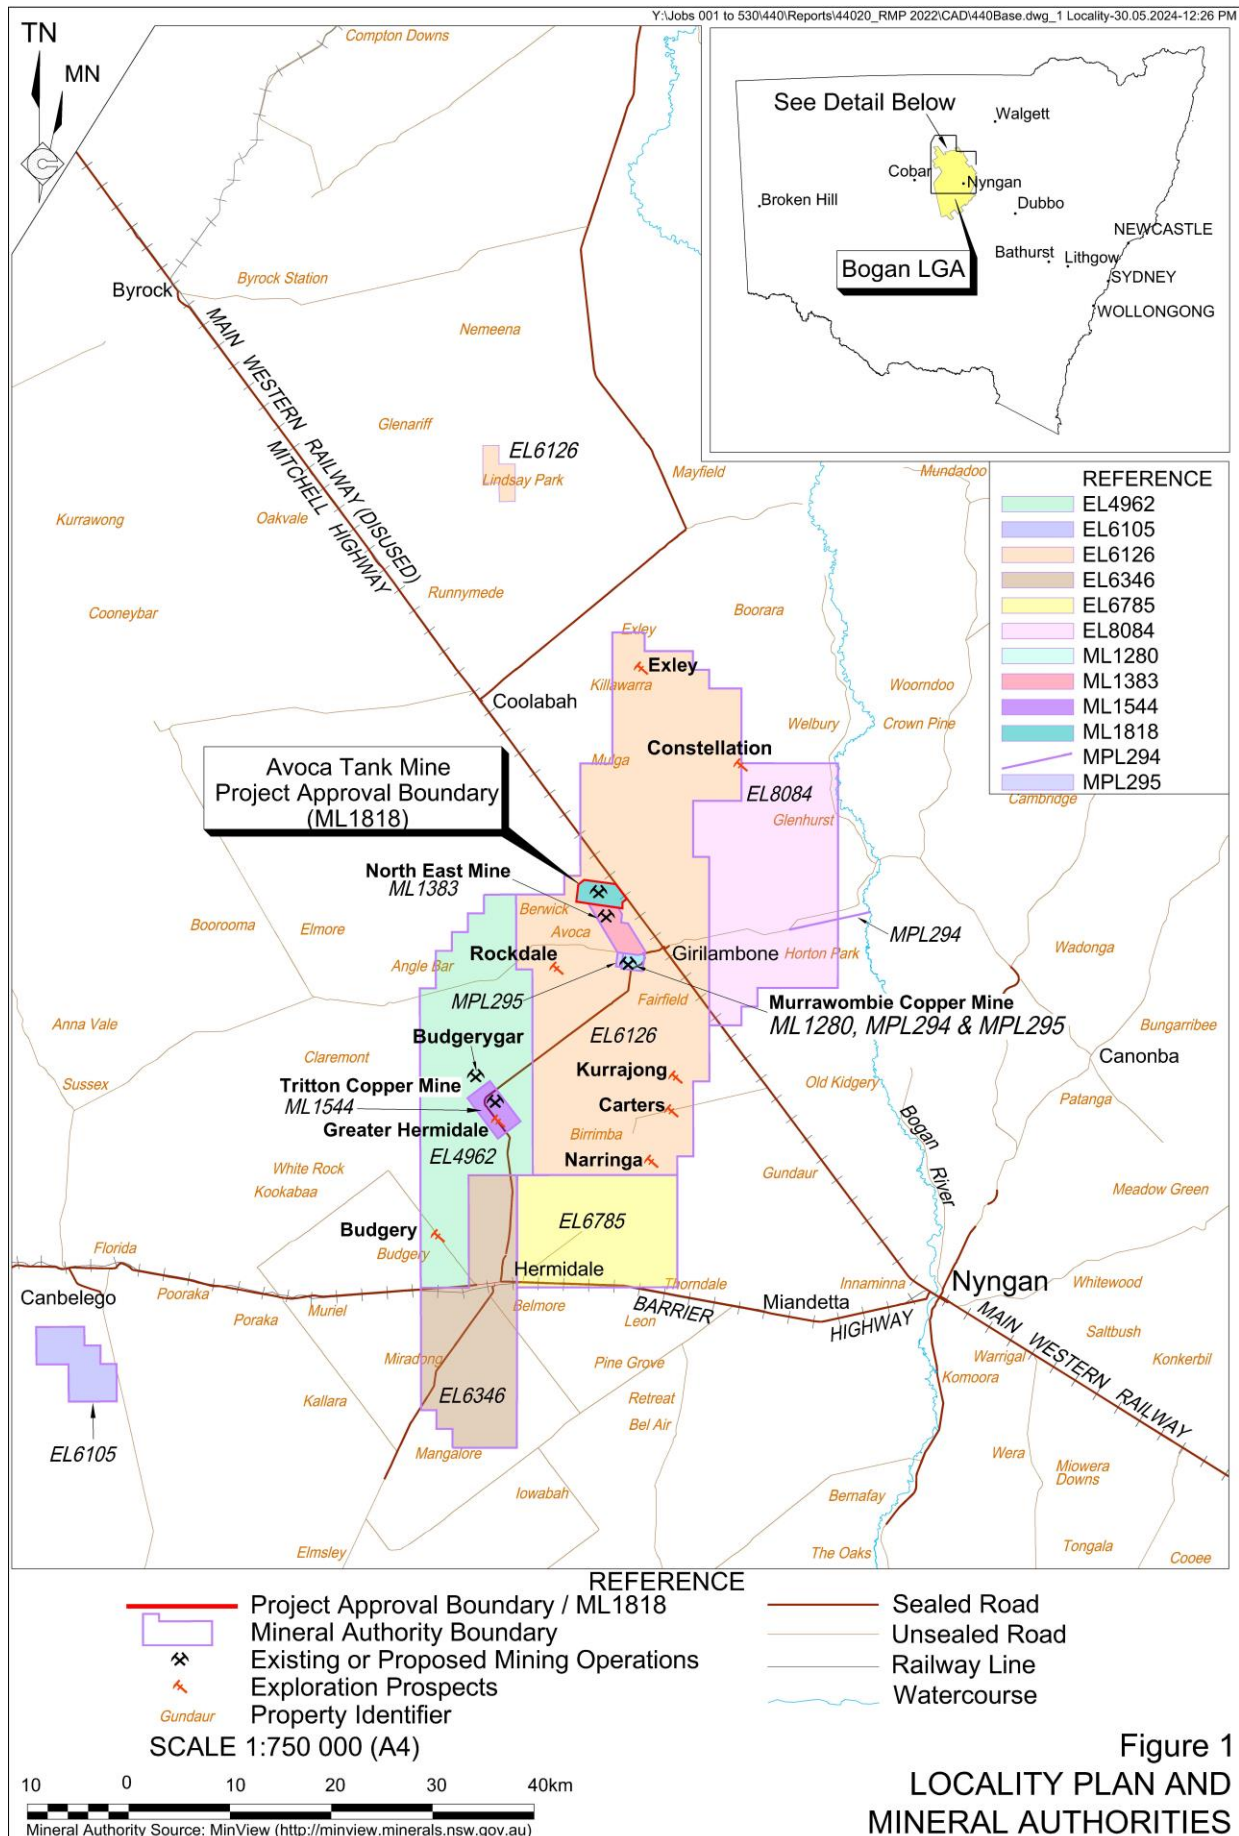 Y:\Jobs 001 to 530\440\Reports\44020_RMP 2022\CAD\440Base.dwg_1 Locality-30.05.2024-12:26 PM
TN
MN
Compton Downs
See Detail Below
Walgett
Cobar
Nyngan
Broken Hill
Dubbo
NEWCASTLE
Bathurst
Lithgow
SYDNEY
WOLLONGONG
Bogan LGA
Byrock
Byrock Station
Nemeena
MAIN WESTERN RAILWAY (DISUSED)
MITCHELL HIGHWAY
Glenariff
EL6126
Lindsay Park
Mayfield
Mundadoo
Kurrawong
Oakvale
Runnymede
Cooneybar
Boorara
REFERENCE
EL4962
EL6105
EL6126
EL6346
EL6785
EL8084
ML1280
ML1383
ML1544
ML1818
MPL294
MPL295
Exley
Exley
Killawarra
Woorndoo
Coolabah
Welbury
Crown Pine
Constellation
Mulga
Avoca Tank Mine
Project Approval Boundary
(ML1818)
EL8084
Cambridge
Glenhurst
North East Mine
ML1383
Berwick
Boorooma
Elmore
Avoca
MPL294
Girilambone
Horton Park
Wadonga
Rockdale
Angle Bar
MPL295
Fairfield
Murrawombie Copper Mine
ML1280, MPL294 & MPL295
Anna Vale
Bungarribee
Budgerygar
EL6126
Claremont
Canonba
Kurrajong
Sussex
Tritton Copper Mine
ML1544
Old Kidgery
Carters
Patanga
Greater Hermidale
Birrimba
Bogan River
EL4962
Narringa
White Rock
Kookabaa
Gundaur
Meadow Green
EL6785
Budgery
Budgery
Florida
Hermidale
Thorndale
Innaminna
Nyngan
Whitewood
Canbelego
Pooraka
Poraka
Muriel
Belmore
BARRIER HIGHWAY
Miandetta
Leon
MAIN WESTERN RAILWAY
Saltbush
Miradong
Pine Grove
Warrigal
Konkerbil
Komoora
Kallara
EL6346
Retreat
Bel Air
EL6105
Mangalore
Wera
Miowera
Downs
Iowabah
Bernafay
Elmsley
The Oaks
Tongala
Cooee
REFERENCE
Project Approval Boundary / ML1818
Mineral Authority Boundary
Existing or Proposed Mining Operations
Exploration Prospects
Gundaur
Property Identifier
Sealed Road
Unsealed Road
Railway Line
Watercourse
SCALE 1:750 000 (A4)
10 0 10 20 30 40km
Mineral Authority Source: MinView (http://minview.minerals.nsw.gov.au)
Figure 1
LOCALITY PLAN AND
MINERAL AUTHORITIES